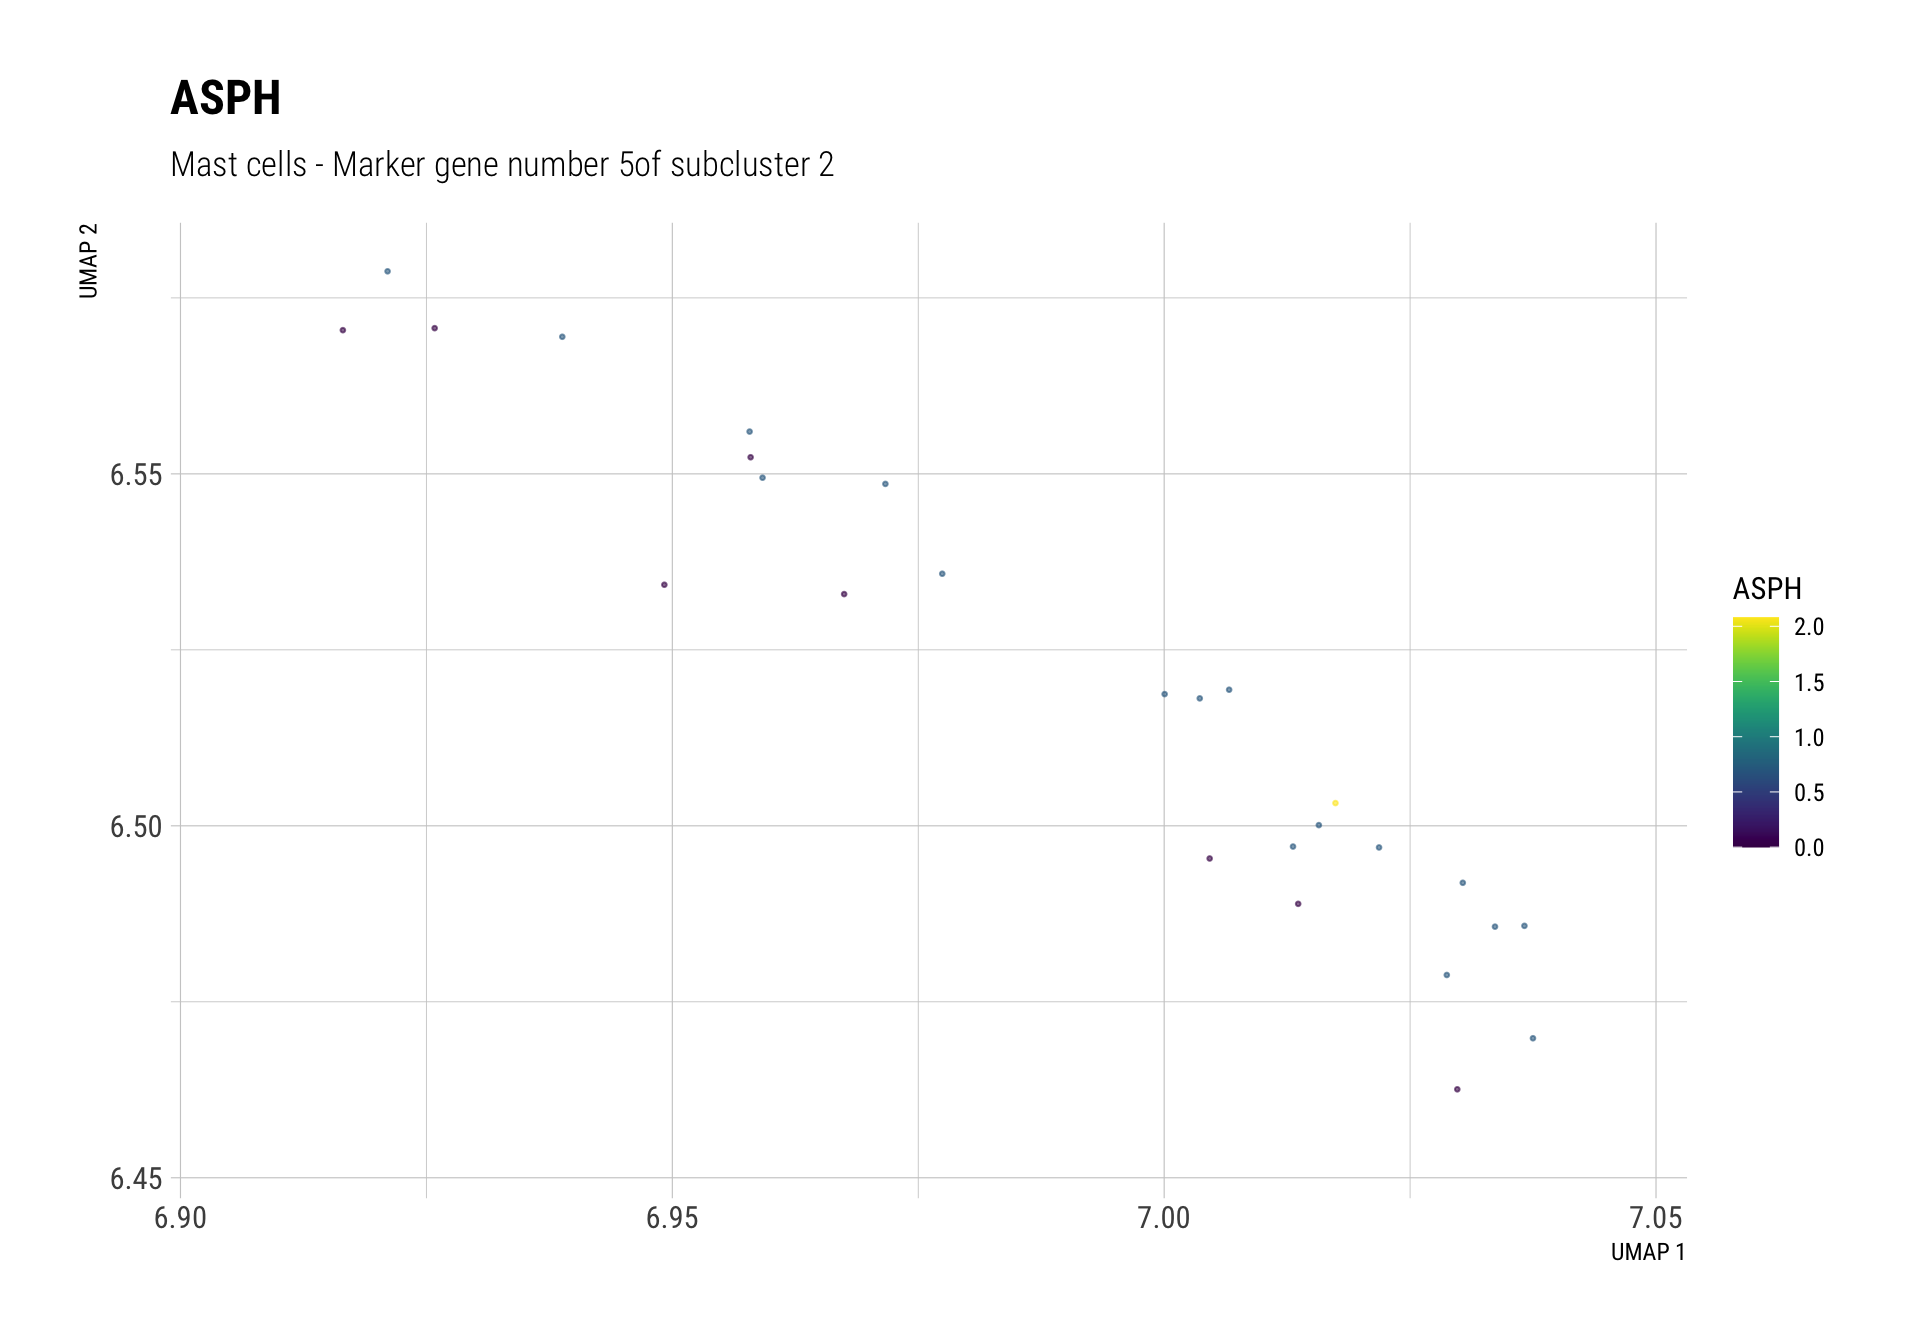 ASPH
Mast cells - Marker gene number 5of subcluster 2
UMAP 2
6.55
6.50
6.45
6.90 6.95 7.00 7.05
UMAP 1
ASPH
2.0
1.5
1.0
0.5
0.0